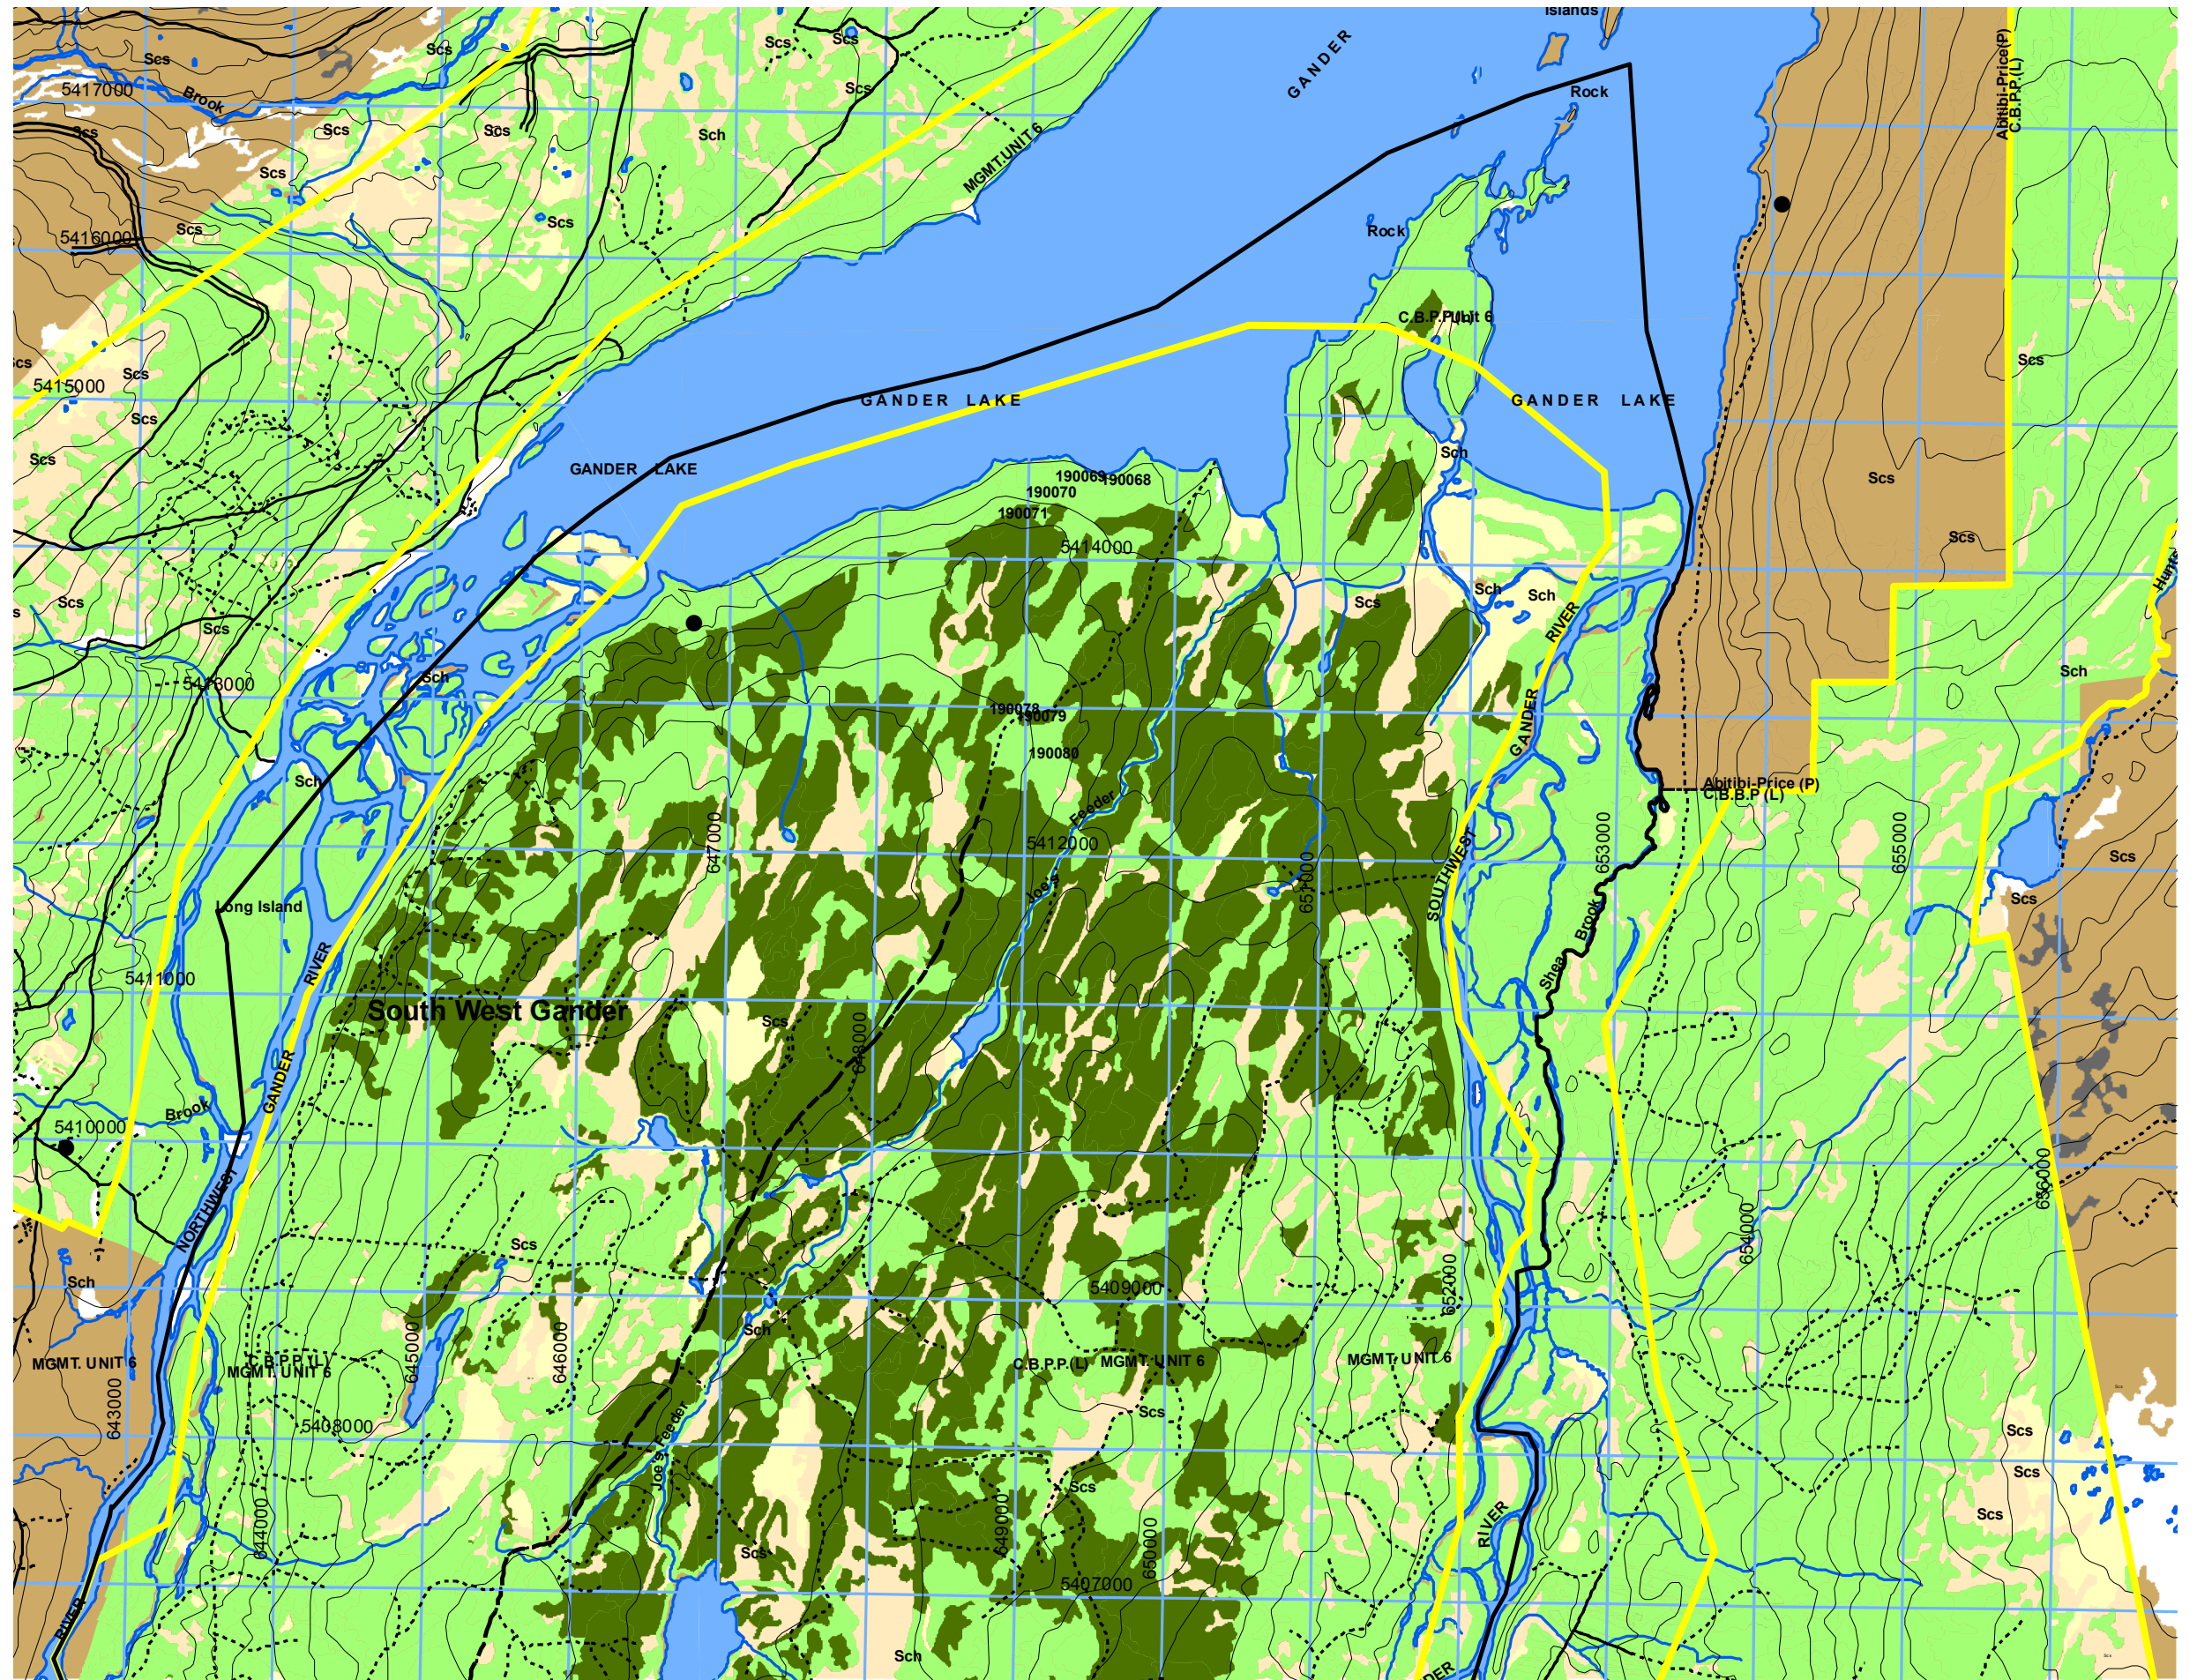 Islands
Scs
Scs
Scs
Scs
GANDER
Abitibi-Price(P)
C.B.P.P.(L)
5417000
Brook
Scs
Rock
Scs
Scs
Scs
Sch
MGMT.UNIT 6
Scs
Scs
Scs
Rock
5416000
C.B.P.P.(L)
Unit 6
Scs
Scs
Scs
5415000
Scs
GANDER LAKE
GANDER LAKE
Scs
Scs
GANDER LAKE
Sch
190069
190068
190070
190071
Scs
Scs
5414000
Scs
Scs
Scs
Sch
Sch
RIVER
Scs
5413000
Sch
Sch
190078
190079
190080
GANDER
Sch
Abitibi-Price (P)
C.B.B.P (L)
Feeder
647000
5412000
653000
655000
Scs
Joe's
651000
SOUTHWEST
Scs
Long Island
Brook
RIVER
5411000
Shea
South West Gander
Scs
648000
GANDER
Brook
5410000
656000
NORTHWEST
654000
Scs
Sch
5409000
652000
Sch
645000
646000
MGMT. UNIT 6
C.B.P.P.(L)
MGMT. UNIT 6
C.B.P.P.(L)
MGMT. UNIT 6
MGMT. UNIT 6
643000
5408000
Scs
Joe's Feeder
Scs
Scs
Scs
Scs
644000
649000
650000
RIVER
Scs
5407000
RIVER
Sch